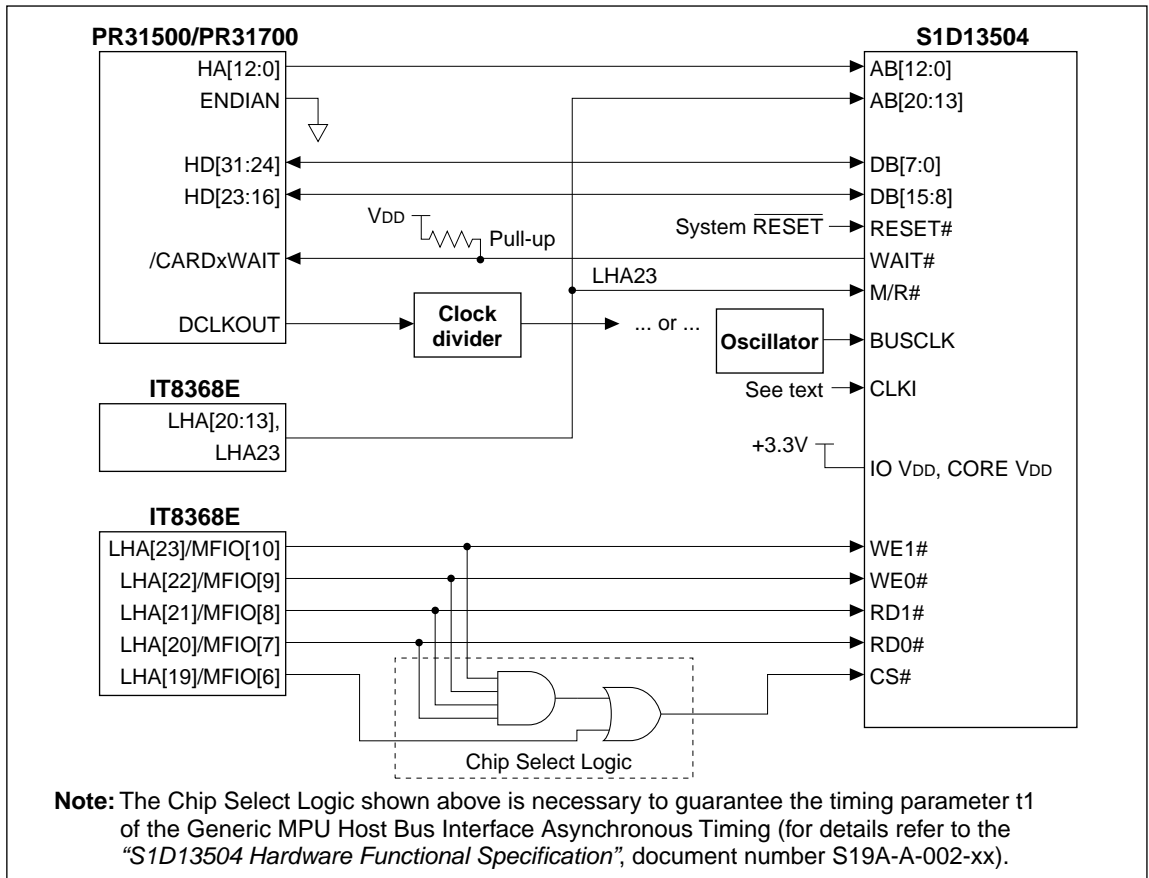 PR31500/PR31700
S1D13504
HA[12:0]
AB[12:0]
ENDIAN
AB[20:13]
HD[31:24]
DB[7:0]
HD[23:16]
DB[15:8]
VDD
Pull-up
System RESET
RESET#
/CARDxWAIT
WAIT#
LHA23
M/R#
DCLKOUT
Clock
divider
... or ...
Oscillator
BUSCLK
See text
CLKI
IT8368E
LHA[20:13],
LHA23
+3.3V
IO VDD, CORE VDD
IT8368E
LHA[23]/MFIO[10]
WE1#
LHA[22]/MFIO[9]
WE0#
LHA[21]/MFIO[8]
RD1#
LHA[20]/MFIO[7]
RD0#
LHA[19]/MFIO[6]
CS#
Chip Select Logic
Note: The Chip Select Logic shown above is necessary to guarantee the timing parameter t1
of the Generic MPU Host Bus Interface Asynchronous Timing (for details refer to the
“S1D13504 Hardware Functional Specification”, document number S19A-A-002-xx).